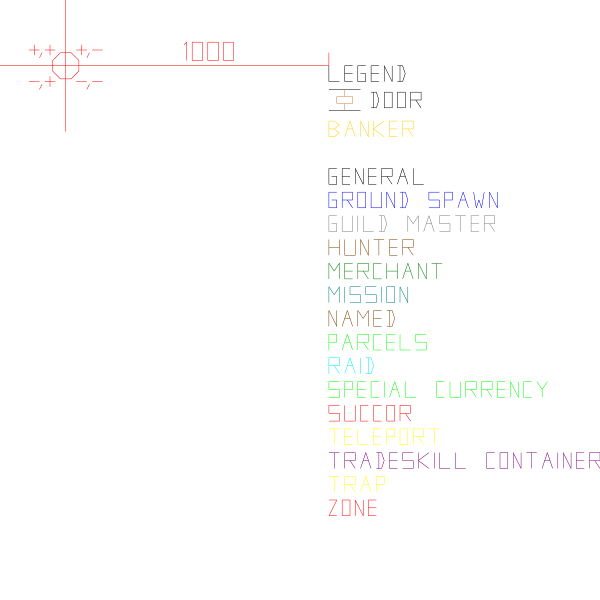 1000
LEGEND
DOOR
BANKER
GENERAL
GROUND SPAWN
GUILD MASTER
HUNTER
MERCHANT
MISSION
NAMED
PARCELS
RAID
SPECIAL CURRENCY
SUCCOR
TELEPORT
TRADESKILL CONTAINER
TRAP
ZONE